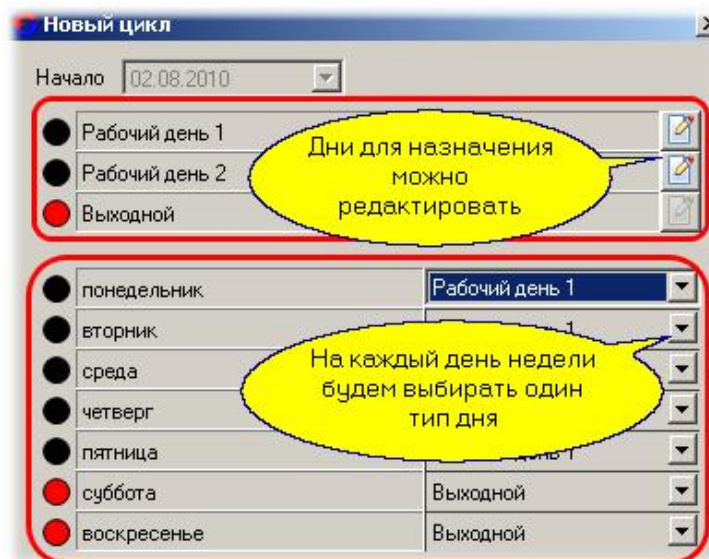 Новый цикл
Начало 02.08.2010
Рабочий день 1
Рабочий день 2
Выходной
Дни для назначения
можно
редактировать
понедельник Рабочий день 1
вторник 1
среда
четверг
пятница 1
суббота Выходной
воскресенье Выходной
На каждый день недели
будем выбирать один
тип дня